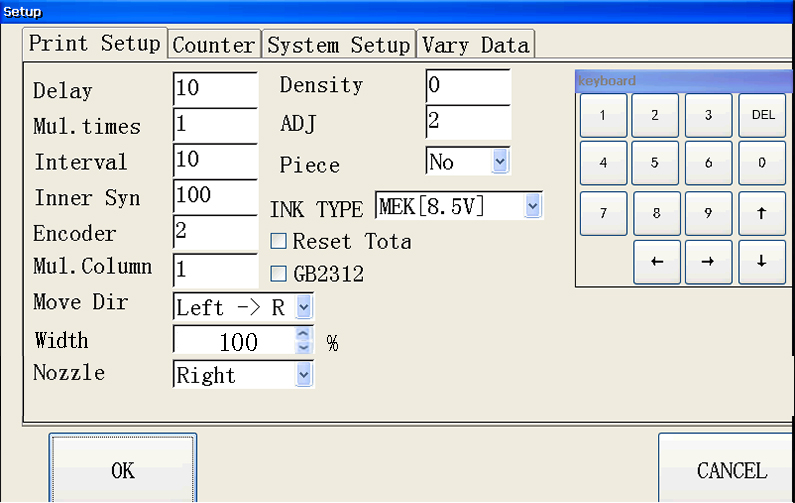 Setup
Print Setup Counter System Setup Vary Data
Delay 10 Density 0
Mul.times 1 ADJ 2
Interval 10 Piece No
Inner Syn 100 INK TYPE MEK[8.5V]
Encoder 2 Reset Tota
Mul.Column 1 GB2312
Move Dir Left -> R
Width 100 %
Nozzle Right
keyboard
1 2 3 DEL
4 5 6 0
7 8 9 ↑
← → ↓
OK CANCEL